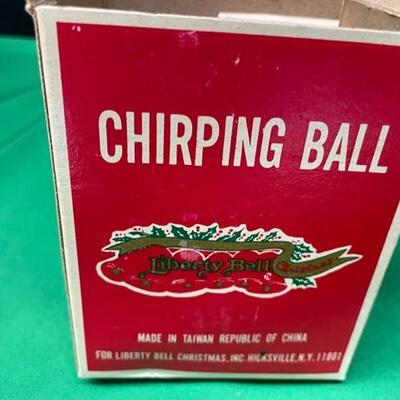 CHIRPING BALL
Liberty Bell Christmas
MADE IN TAIWAN REPUBLIC OF CHINA
FOR LIBERTY BELL CHRISTMAS, INC. HICKSVILLE, N.Y. 11801